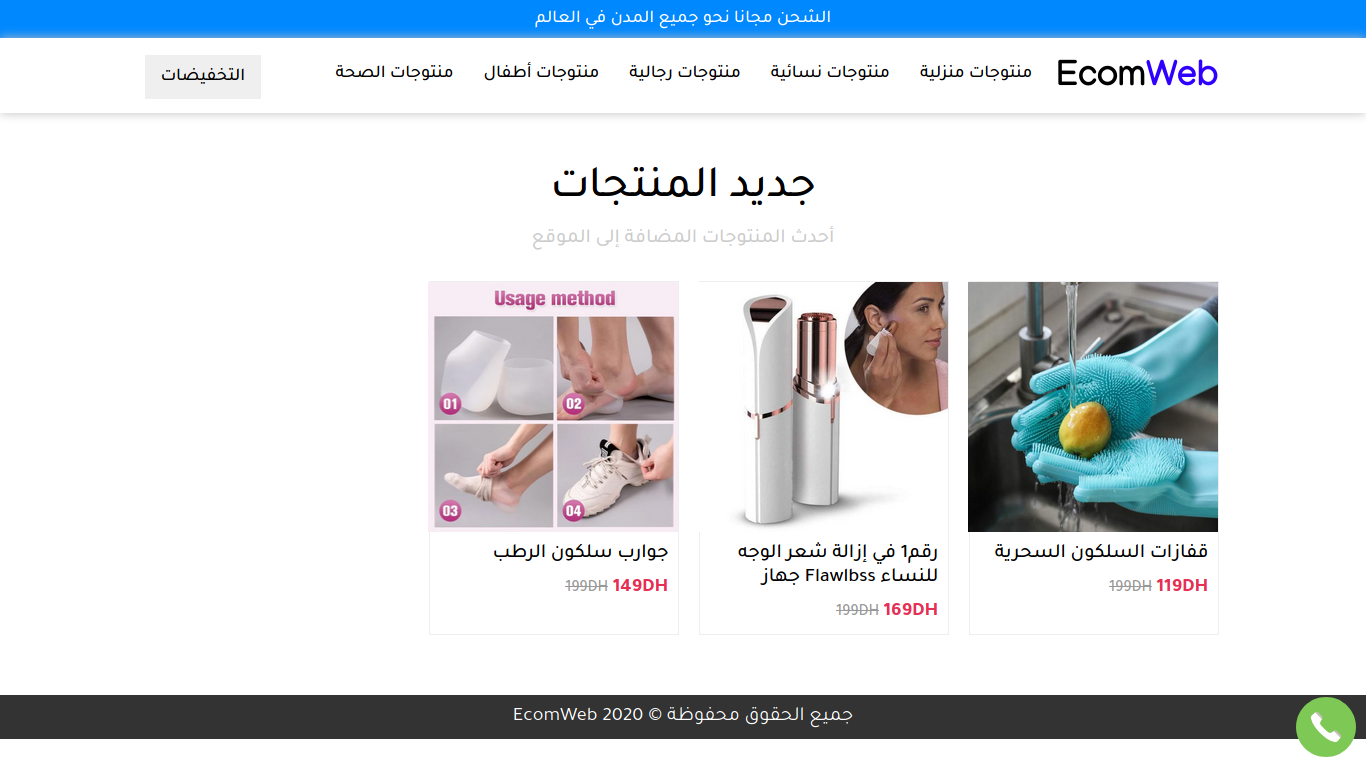 الشحن مجانا نحو جميع المدن في العالم
EcomWeb
منتوجات منزلية
منتوجات نسائية
منتوجات رجالية
منتوجات أطفال
منتوجات الصحة
التخفيضات
جديد المنتجات
أحدث المنتوجات المضافة إلى الموقع
قفازات السلكون السحرية
119DH 199DH
رقم1 في إزالة شعر الوجه
للنساء Flawlbss جهاز
169DH 199DH
Usage method
01
02
03
04
جوارب سلكون الرطب
149DH 199DH
جميع الحقوق محفوظة © 2020 EcomWeb